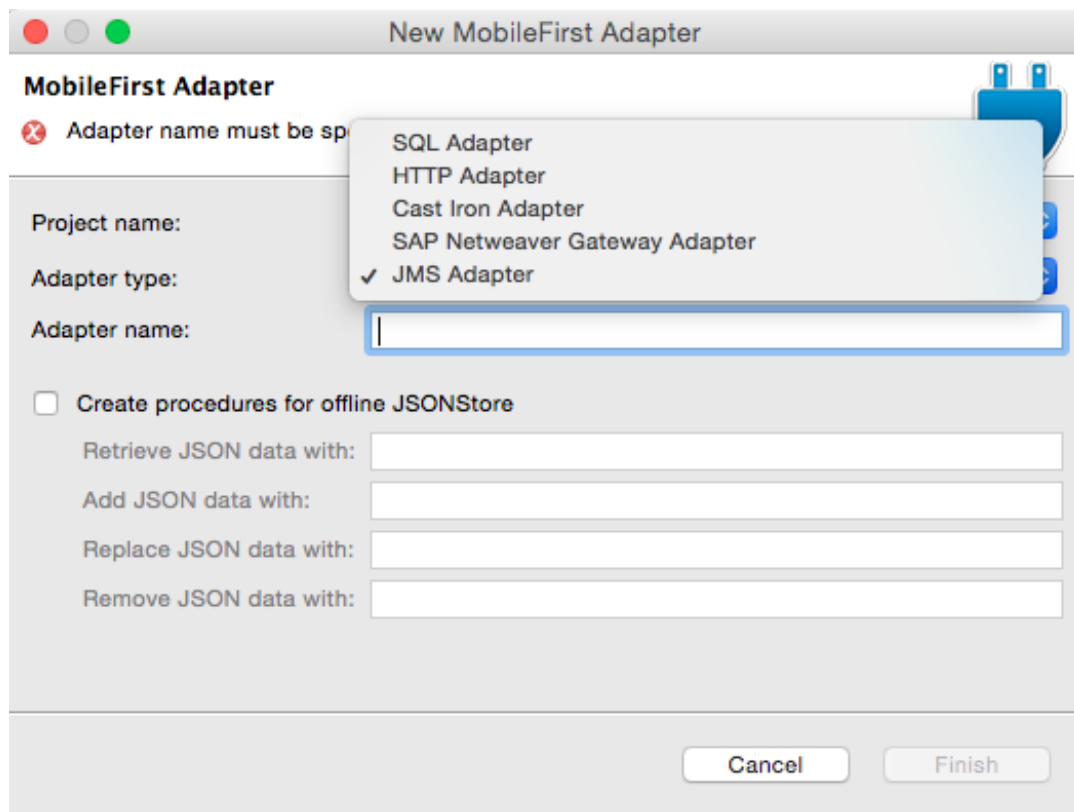 New MobileFirst Adapter
MobileFirst Adapter
Adapter name must be
SQL Adapter
HTTP Adapter
Cast Iron Adapter
SAP Netweaver Gateway Adapter
JMS Adapter
Project name:
Adapter type:
Adapter name:
Create procedures for offline JSONStore
Retrieve JSON data with:
Add JSON data with:
Replace JSON data with:
Remove JSON data with:
Cancel
Finish